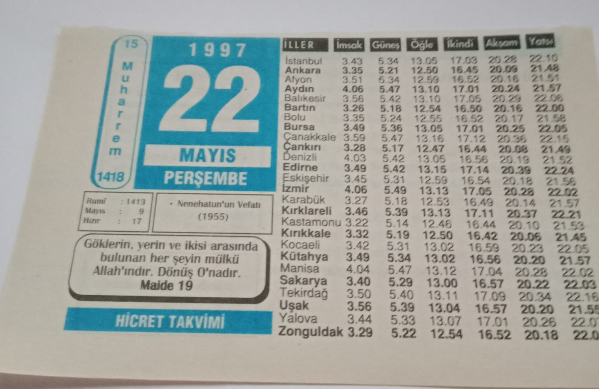 15
Muharrem
1418
1997
22
MAYIS
PERŞEMBE
Rumî : 1413
Mayıs : 9
Hızır : 17
• Nenehatun'un Vefatı
(1955)
Göklerin, yerin ve ikisi arasında
bulunan her şeyin mülkü
Allah'ındır. Dönüş O'nadır.
Maide 19
HİCRET TAKVİMİ
İLLER İmsak Güneş Öğle İkindi Akşam Yatsı
İstanbul 3.43 5.34 13.05 17.03 20.28 22.10
Ankara 3.35 5.21 12.50 16.45 20.09 21.48
Afyon 3.51 5.34 12.59 16.52 20.16 21.51
Aydın 4.06 5.47 13.10 17.01 20.24 21.57
Balıkesir 3.56 5.42 13.10 17.05 20.29 22.08
Bartın 3.26 5.18 12.54 16.50 20.16 22.00
Bolu 3.35 5.24 12.55 16.52 20.17 21.58
Bursa 3.49 5.36 13.05 17.01 20.25 22.05
Çanakkale 3.59 5.47 13.16 17.12 20.36 22.15
Çankırı 3.28 5.17 12.47 16.44 20.08 21.49
Denizli 4.03 5.42 13.05 16.56 20.19 21.52
Edirne 3.49 5.42 13.15 17.14 20.39 22.24
Eskişehir 3.45 5.31 12.59 16.54 20.18 21.56
İzmir 4.06 5.49 13.13 17.05 20.28 22.02
Karabük 3.27 5.18 12.53 16.49 20.14 21.57
Kırklareli 3.46 5.39 13.13 17.11 20.37 22.21
Kastamonu 3.22 5.14 12.46 16.44 20.10 21.53
Kırıkkale 3.32 5.19 12.50 16.42 20.06 21.45
Kocaeli 3.42 5.31 13.02 16.59 20.23 22.05
Kütahya 3.49 5.34 13.02 16.56 20.20 21.57
Manisa 4.04 5.47 13.12 17.04 20.28 22.02
Sakarya 3.40 5.29 13.00 16.57 20.22 22.03
Tekirdağ 3.50 5.40 13.11 17.09 20.34 22.16
Uşak 3.56 5.39 13.04 16.57 20.20 21.55
Yalova 3.44 5.33 13.07 17.01 20.26
Zonguldak 3.29 5.22 12.54 16.52 20.18